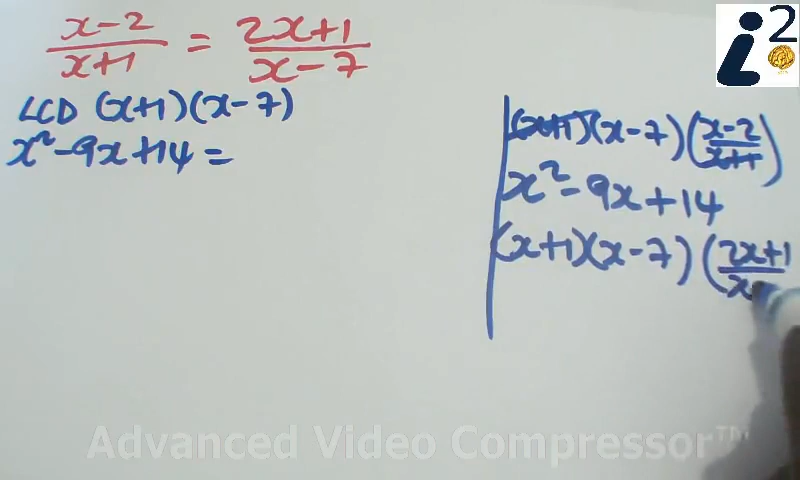 x-2/x+1 = 2x+1/x-7
LCD (x+1)(x-7)
x²-9x+14 =
(x+1)(x-7)(x-2/x+1)
x²-9x+14
(x+1)(x-7)(2x+1/x
i²
Advanced Video Compressor™